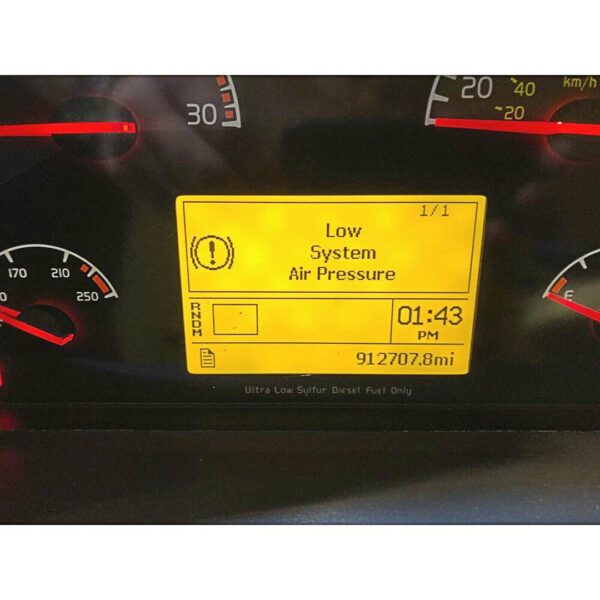 30
20
40
km/h
20
1/1
Low
System
Air Pressure
170
210
250
E
RNDM
01:43
PM
912707.8mi
Ultra Low Sulfur Diesel Fuel Only